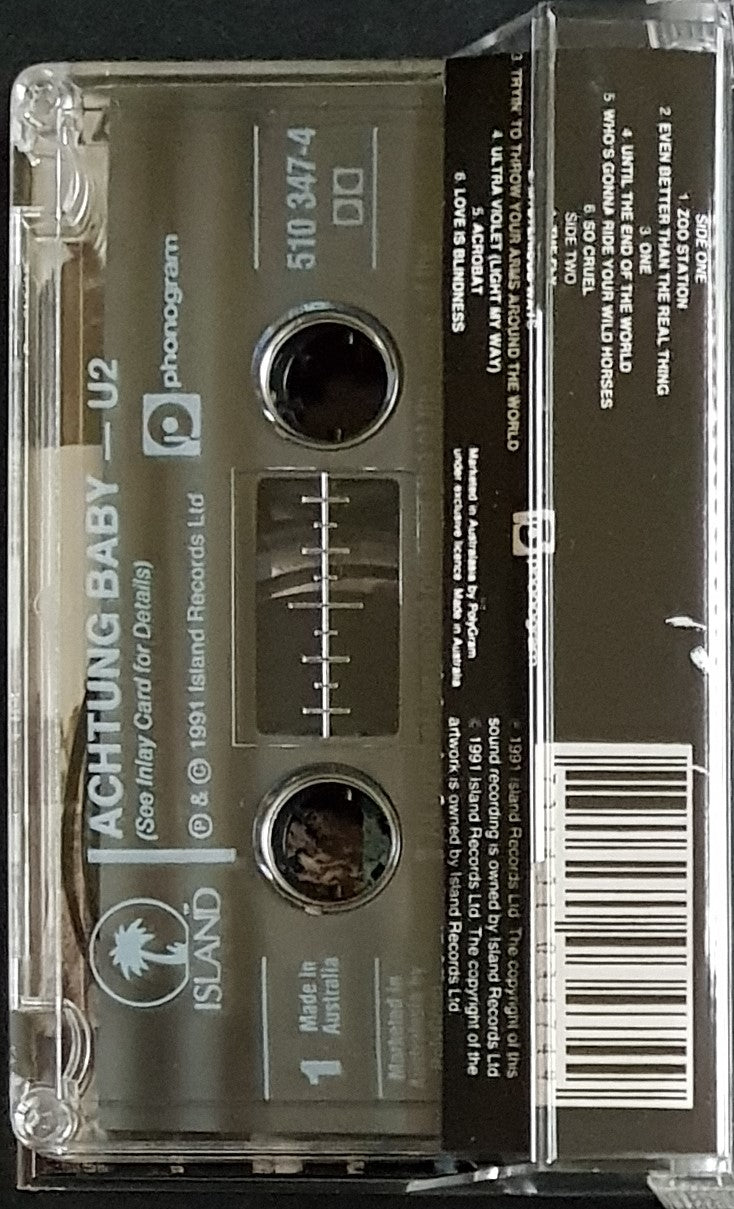 ACHTUNG BABY — U2
(See Inlay Card for Details)
℗ & © 1991 Island Records Ltd
phonogram
ISLAND™
510 347-4
1
Made in
Australia
Marketed in
SIDE ONE
1. ZOO STATION
2. EVEN BETTER THAN THE REAL THING
3. ONE
4. UNTIL THE END OF THE WORLD
5. WHO'S GONNA RIDE YOUR WILD HORSES
6. SO CRUEL
SIDE TWO
3. TRYIN' TO THROW YOUR ARMS AROUND THE WORLD
4. ULTRA VIOLET (LIGHT MY WAY)
5. ACROBAT
6. LOVE IS BLINDNESS
phonogram
Marketed in Australasia by PolyGram
under exclusive licence Made in Australia
1991 Island Records Ltd. The copyright of this
sound recording is owned by Island Records Ltd
© 1991 Island Records Ltd. The copyright of the
artwork is owned by Island Records Ltd